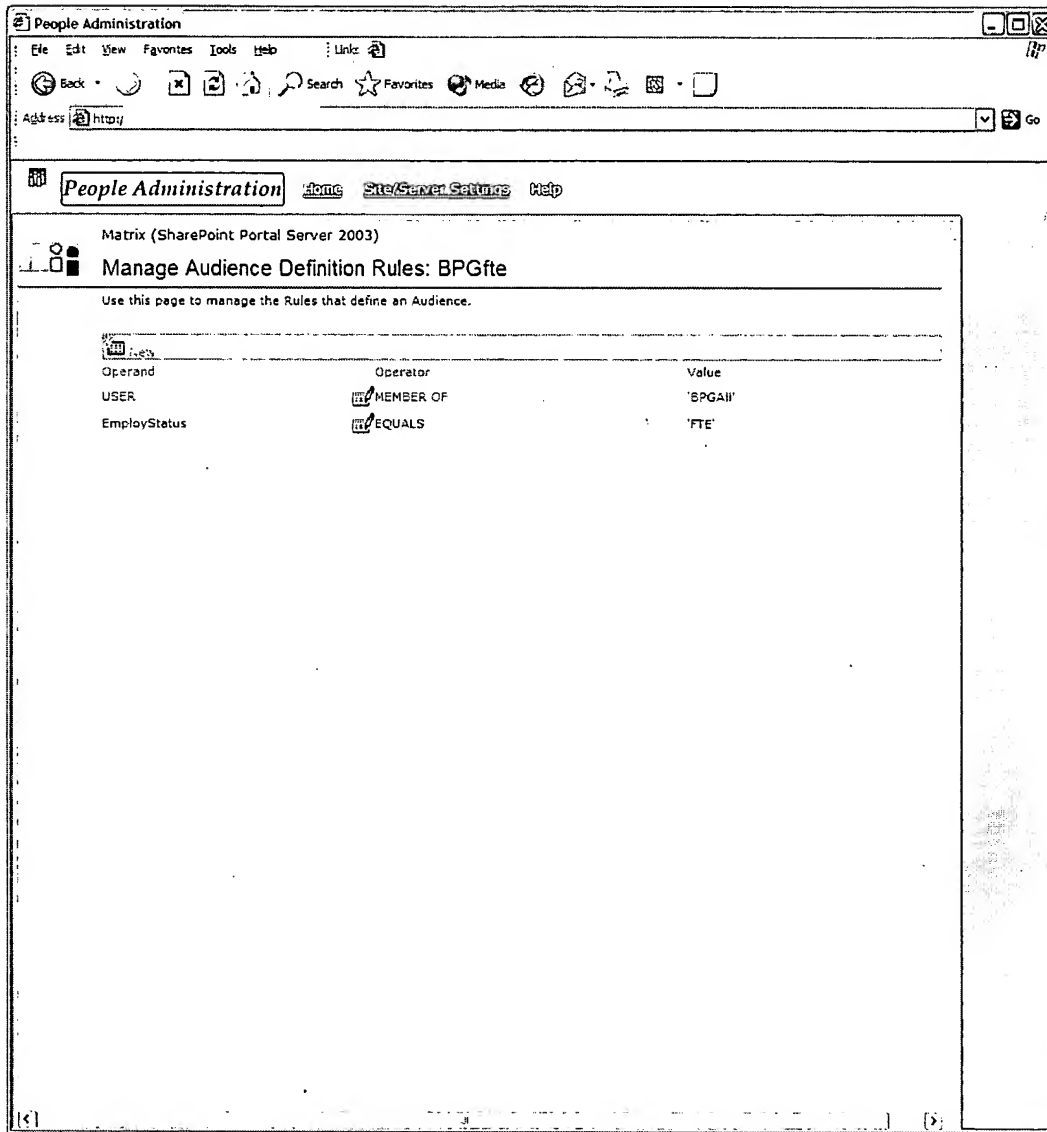 People Administration
File Edit View Favorites Tools Help Links
Back Search Favorites Media
Address http:// Go
People Administration Home Site/Server Settings Help
Matrix (SharePoint Portal Server 2003)
Manage Audience Definition Rules: BPGfte
Use this page to manage the Rules that define an Audience.
New
Operand Operator Value
USER MEMBER OF 'BPGAll'
EmployStatus EQUALS 'FTE'